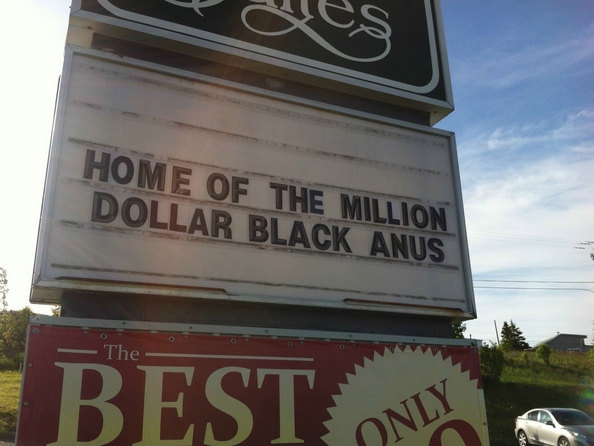 HOME OF THE MILLION
DOLLAR BLACK ANUS
The
BEST
ONLY